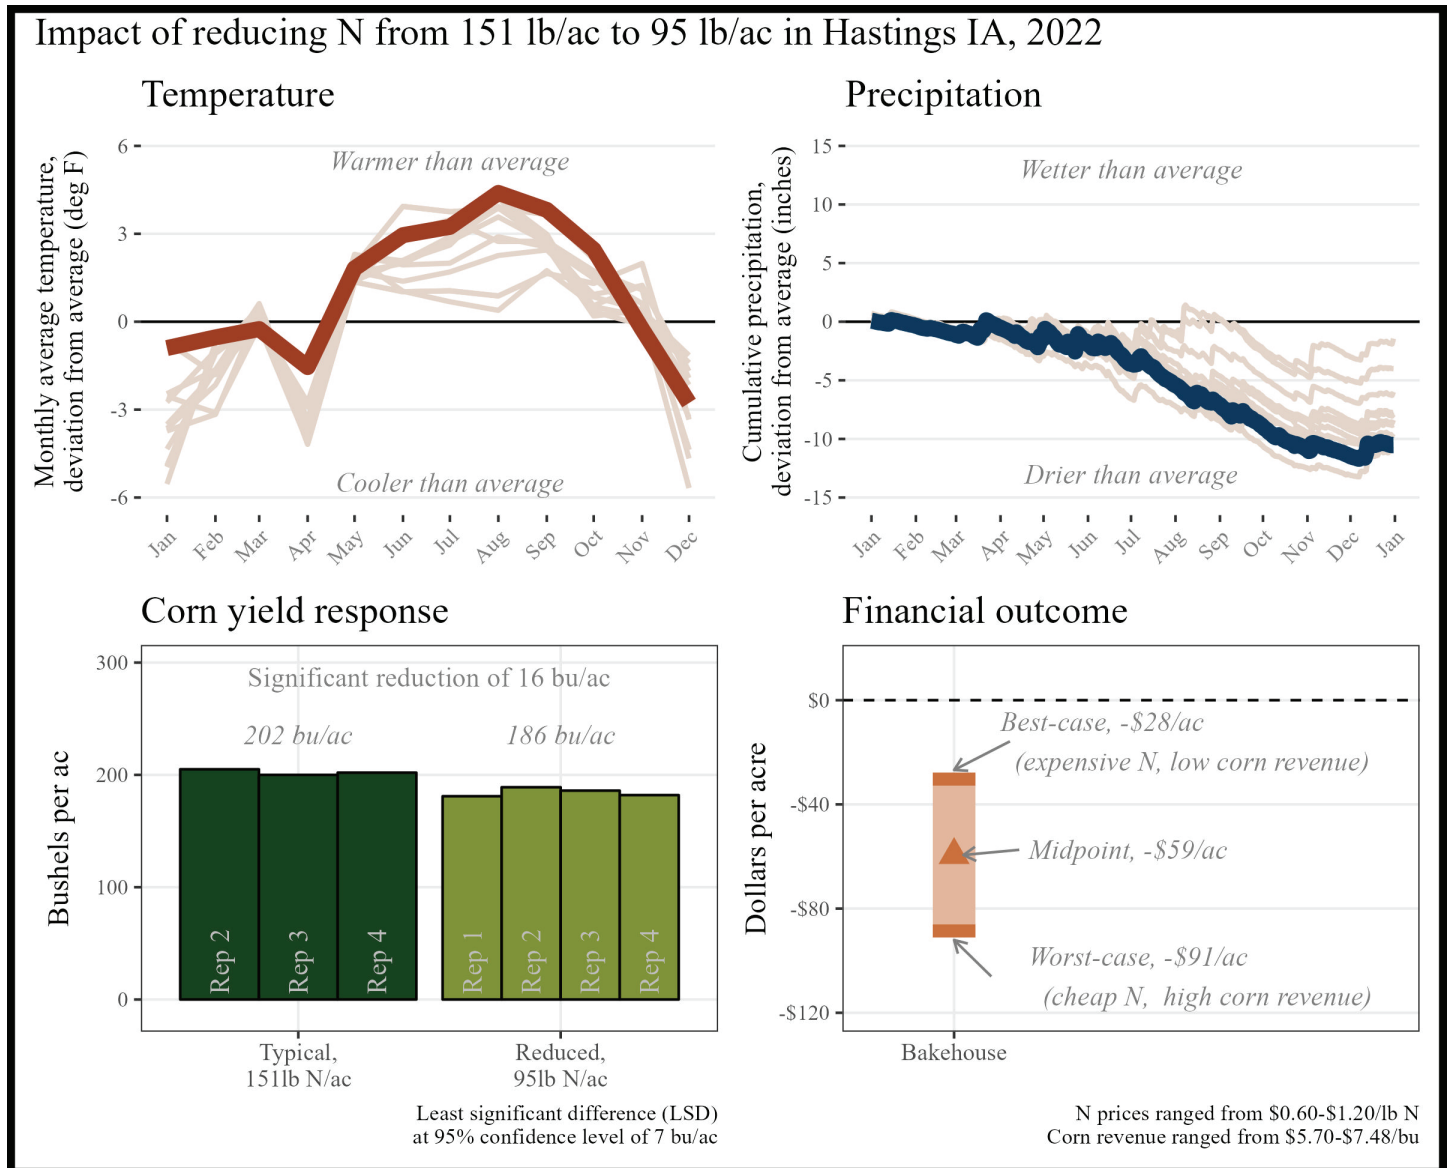 Impact of reducing N from 151 lb/ac to 95 lb/ac in Hastings IA, 2022
Temperature
Monthly average temperature,
deviation from average (deg F)
6
3
0
-3
-6
Warmer than average
Cooler than average
Jan
Feb
Mar
Apr
May
Jun
Jul
Aug
Sep
Oct
Nov
Dec
Precipitation
Cumulative precipitation,
deviation from average (inches)
15
10
5
0
-5
-10
-15
Wetter than average
Drier than average
Jan
Feb
Mar
Apr
May
Jun
Jul
Aug
Sep
Oct
Nov
Dec
Jan
Corn yield response
Bushels per ac
300
200
100
0
Significant reduction of 16 bu/ac
202 bu/ac
186 bu/ac
Rep 2
Rep 3
Rep 4
Rep 1
Rep 2
Rep 3
Rep 4
Typical,
151lb N/ac
Reduced,
95lb N/ac
Least significant difference (LSD)
at 95% confidence level of 7 bu/ac
Financial outcome
Dollars per acre
$0
-$40
-$80
-$120
Best-case, -$28/ac
(expensive N, low corn revenue)
Midpoint, -$59/ac
Worst-case, -$91/ac
(cheap N,  high corn revenue)
Bakehouse
N prices ranged from $0.60-$1.20/lb N
Corn revenue ranged from $5.70-$7.48/bu